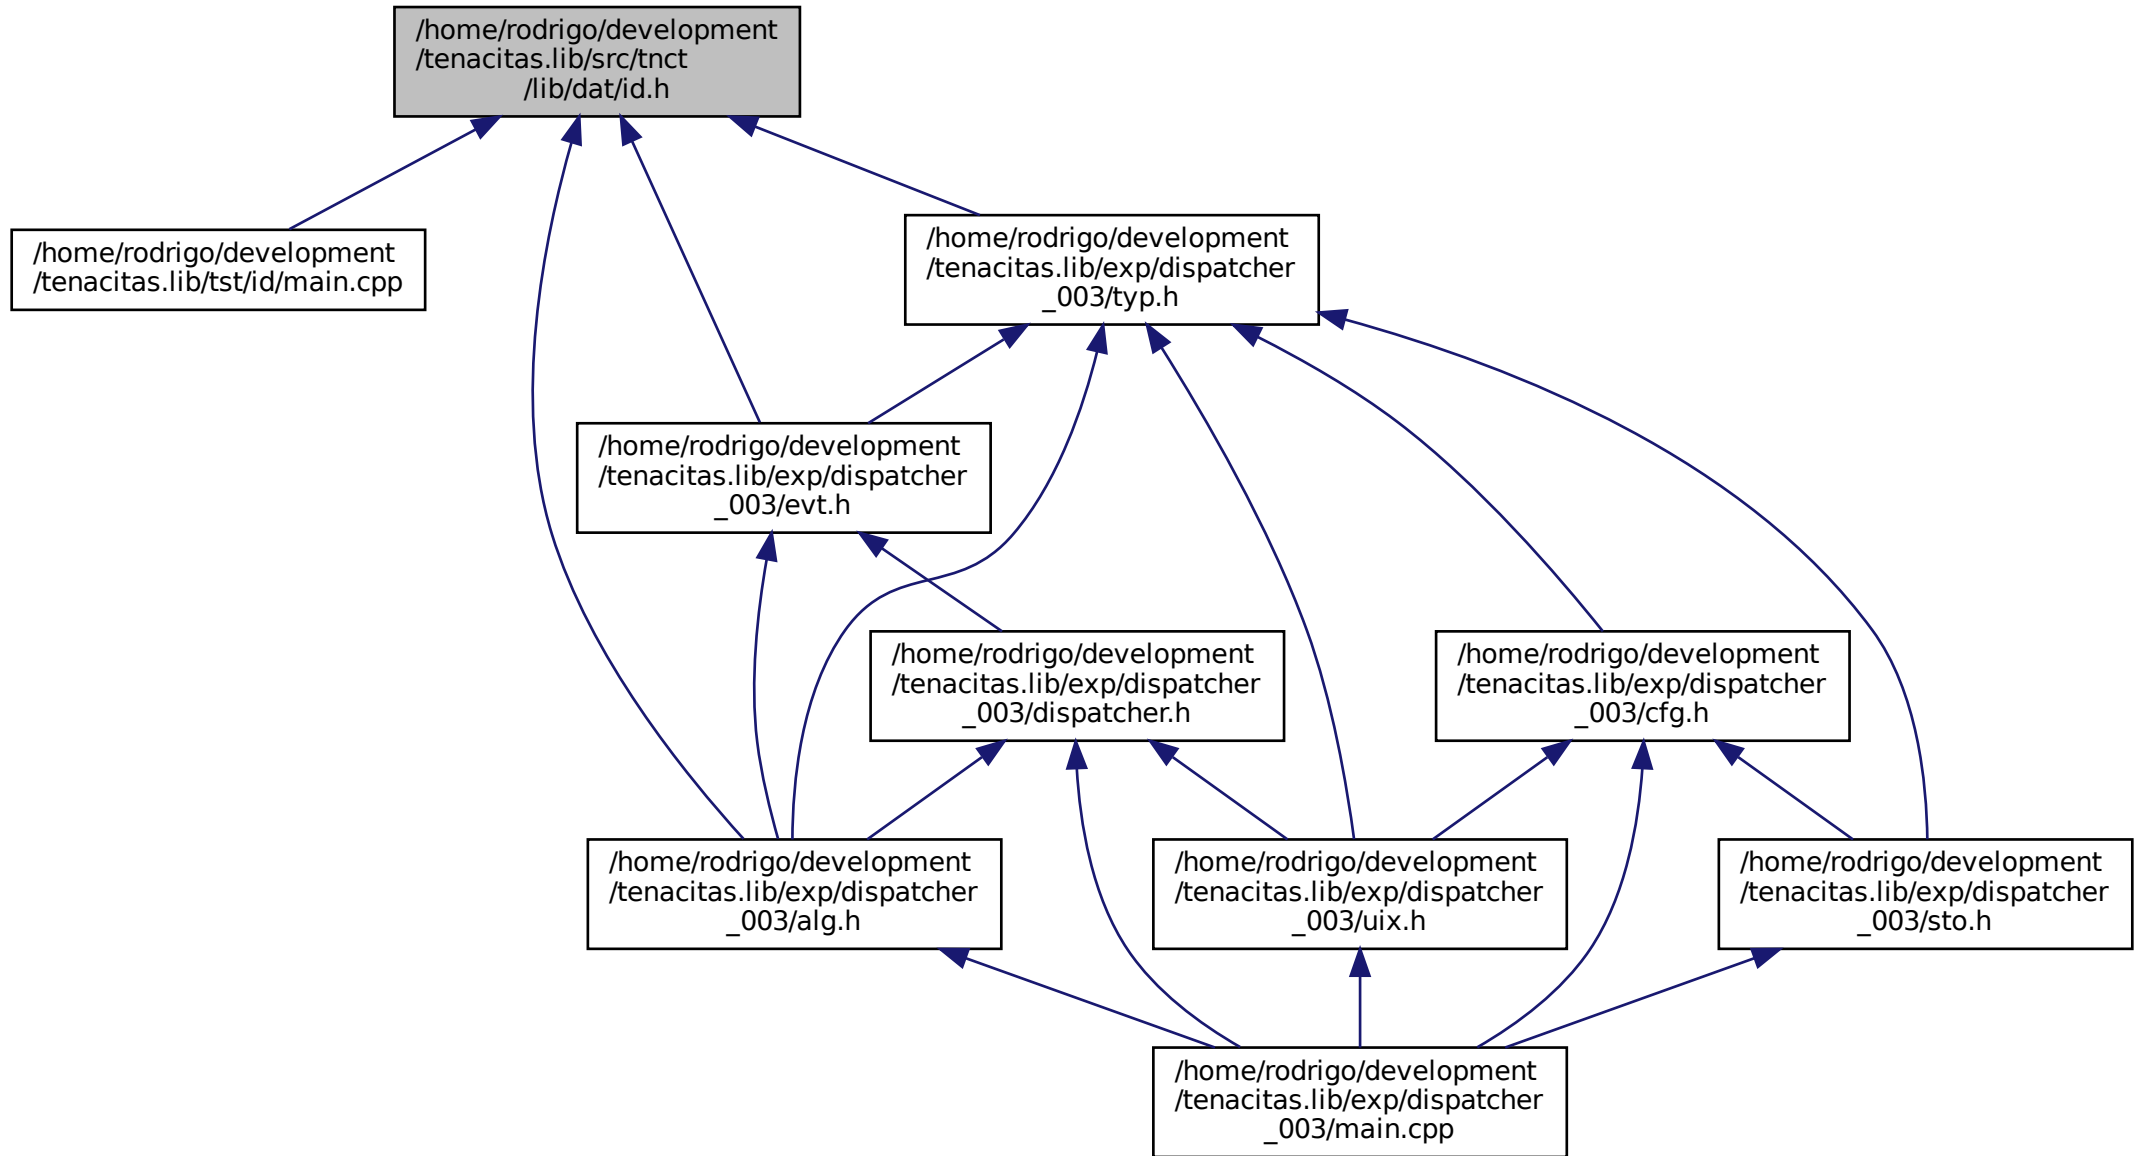 /home/rodrigo/development
/tenacitas.lib/src/tnct
/lib/dat/id.h
/home/rodrigo/development
/tenacitas.lib/tst/id/main.cpp
/home/rodrigo/development
/tenacitas.lib/exp/dispatcher
_003/typ.h
/home/rodrigo/development
/tenacitas.lib/exp/dispatcher
_003/evt.h
/home/rodrigo/development
/tenacitas.lib/exp/dispatcher
_003/dispatcher.h
/home/rodrigo/development
/tenacitas.lib/exp/dispatcher
_003/cfg.h
/home/rodrigo/development
/tenacitas.lib/exp/dispatcher
_003/alg.h
/home/rodrigo/development
/tenacitas.lib/exp/dispatcher
_003/uix.h
/home/rodrigo/development
/tenacitas.lib/exp/dispatcher
_003/sto.h
/home/rodrigo/development
/tenacitas.lib/exp/dispatcher
_003/main.cpp